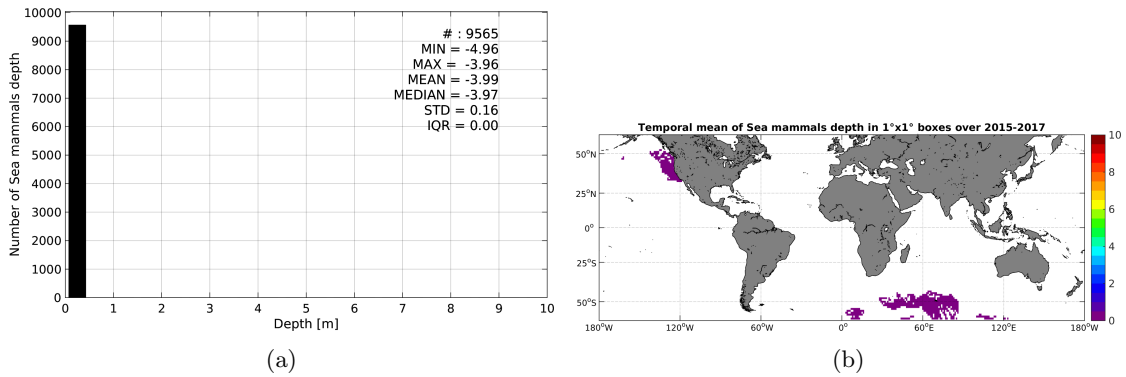 10000
9000
8000
7000
6000
5000
4000
3000
2000
1000
0
Number of Sea mammals depth
# : 9565
MIN = -4.96
MAX = -3.96
MEAN = -3.99
MEDIAN = -3.97
STD = 0.16
IQR = 0.00
0 1 2 3 4 5 6 7 8 9 10
Depth [m]
(a)
Temporal mean of Sea mammals depth in 1°x1° boxes over 2015-2017
50°N
25°N
0°
25°S
50°S
180°W 120°W 60°W 0° 60°E 120°E 180°W
10
8
6
4
2
0
(b)